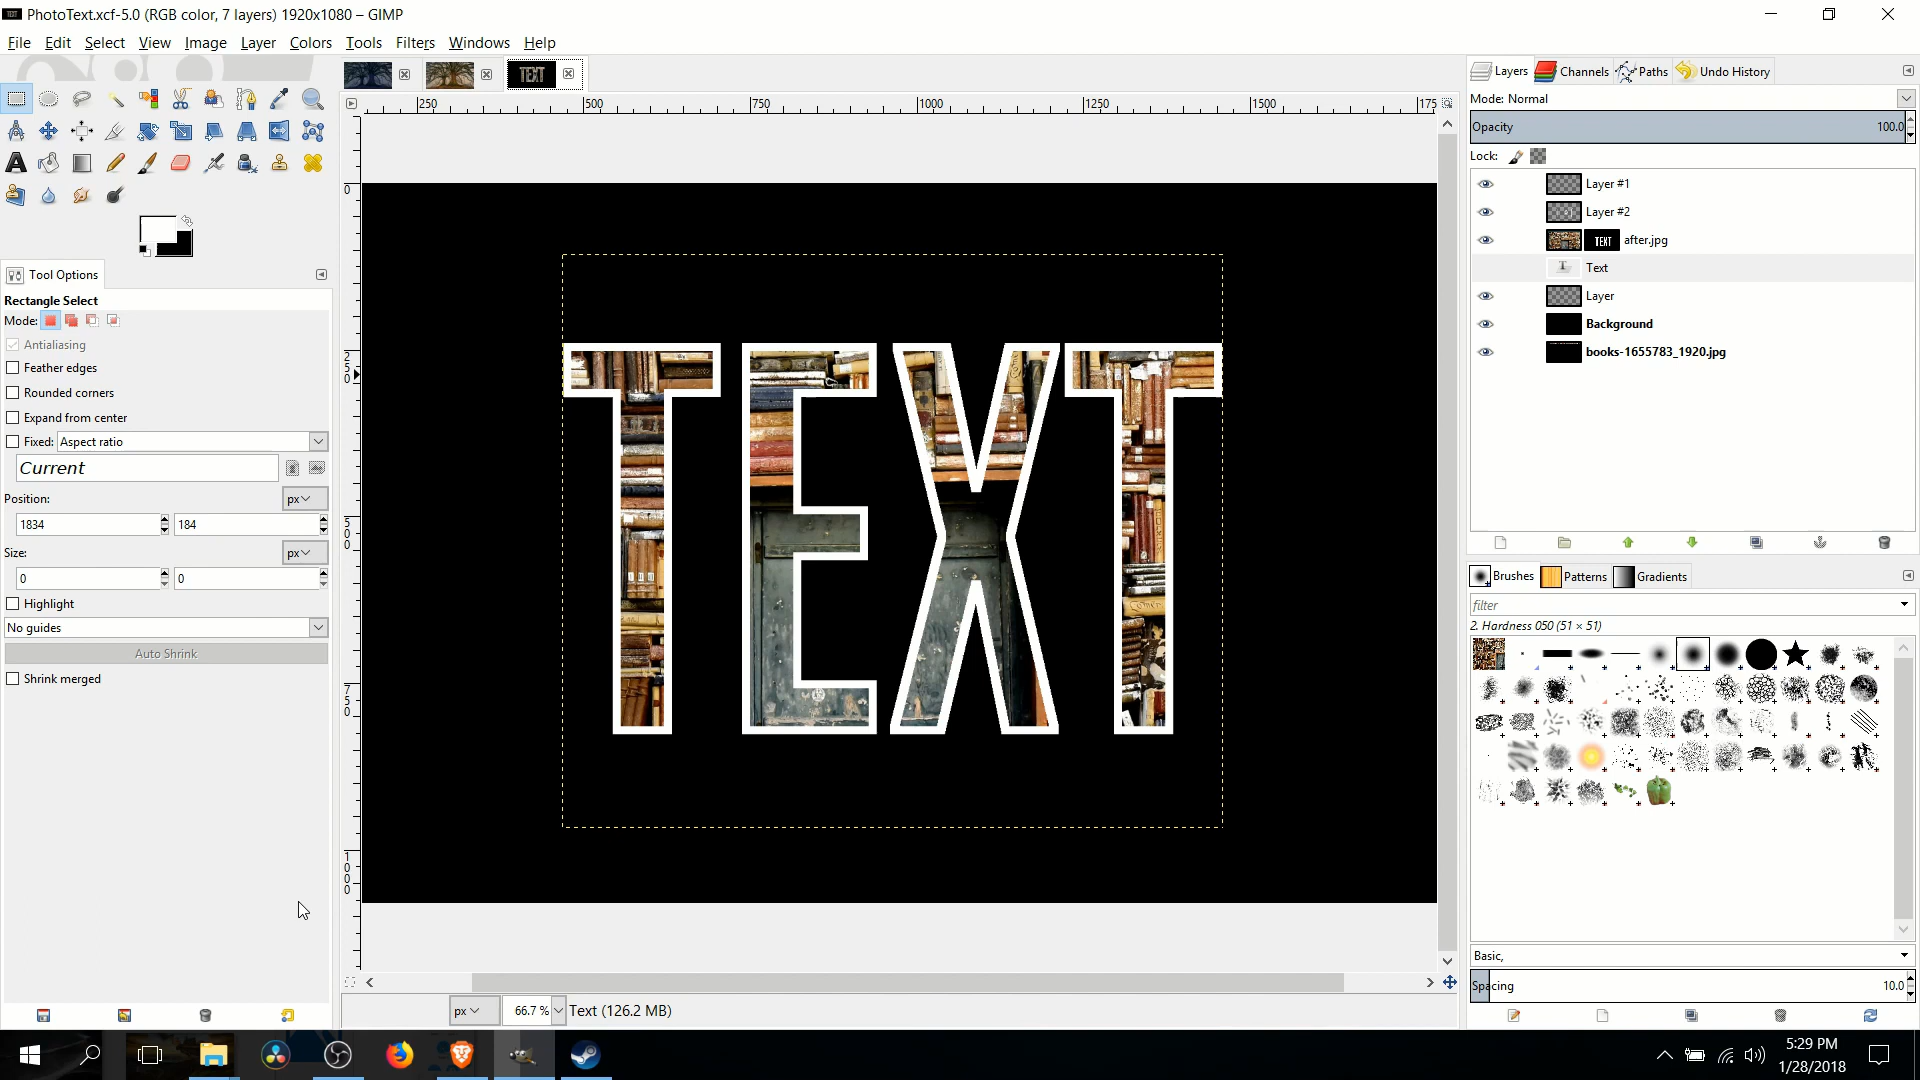 PhotoText.xcf-5.0 (RGB color, 7 layers) 1920x1080 – GIMP
File Edit Select View Image Layer Colors Tools Filters Windows Help
TEXT
Layers Channels Paths Undo History
250 500 750 1000 1250 1500 175
Mode: Normal
Opacity 100.0
Lock:
Layer #1
Layer #2
TEXT after.jpg
Text
Layer
Background
books-1655783_1920.jpg
Tool Options
Rectangle Select
Mode:
Antialiasing
Feather edges
Rounded corners
Expand from center
Fixed: Aspect ratio
Current
Position: px
1834 184
Size: px
0 0
Highlight
No guides
Auto Shrink
Shrink merged
0
250
500
750
1000
TEXT
Brushes Patterns Gradients
filter
2. Hardness 050 (51 × 51)
Basic,
Spacing 10.0
px 66.7 % Text (126.2 MB)
5:29 PM
1/28/2018